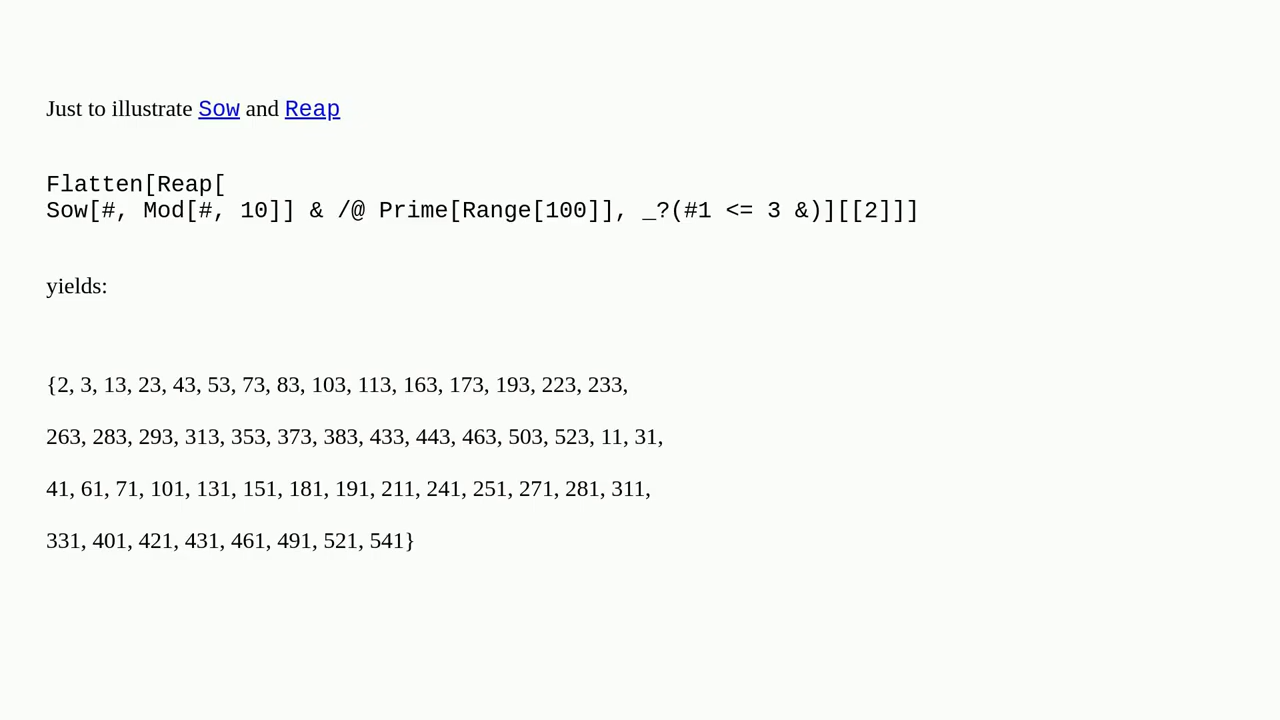 Just to illustrate Sow and Reap
Flatten[Reap[
Sow[#, Mod[#, 10]] & /@ Prime[Range[100]], _?(#1 <= 3 &)][[2]]]
yields:
{2, 3, 13, 23, 43, 53, 73, 83, 103, 113, 163, 173, 193, 223, 233,
263, 283, 293, 313, 353, 373, 383, 433, 443, 463, 503, 523, 11, 31,
41, 61, 71, 101, 131, 151, 181, 191, 211, 241, 251, 271, 281, 311,
331, 401, 421, 431, 461, 491, 521, 541}